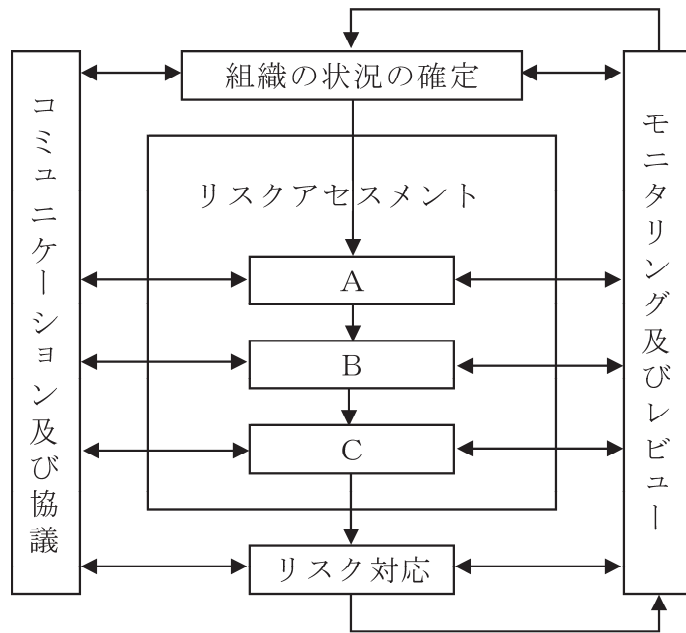 組織の状況の確定
コミュニケーション及び協議
モニタリング及びレビュー
リスクアセスメント
A
B
C
リスク対応